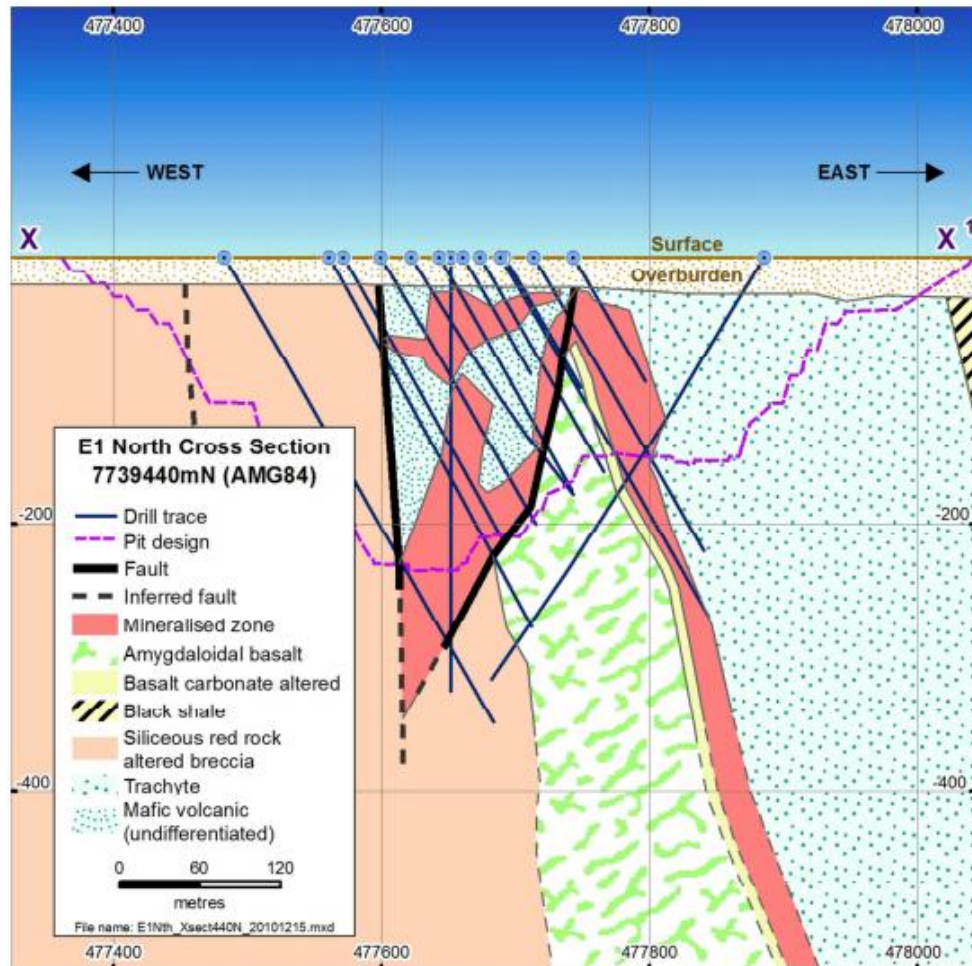 477400 477600 477800 478000
WEST EAST
X X 1
Surface
Overburden
E1 North Cross Section
7739440mN (AMG84)
Drill trace
Pit design
Fault
Inferred fault
Mineralised zone
Amygdaloidal basalt
Basalt carbonate altered
Black shale
Siliceous red rock
altered breccia
Trachyte
Mafic volcanic
(undifferentiated)
0 60 120
metres
File name: E1Nth_Xsect440N_20101215.mxd
-200 -200
-400 -400
477400 477600 477800 478000